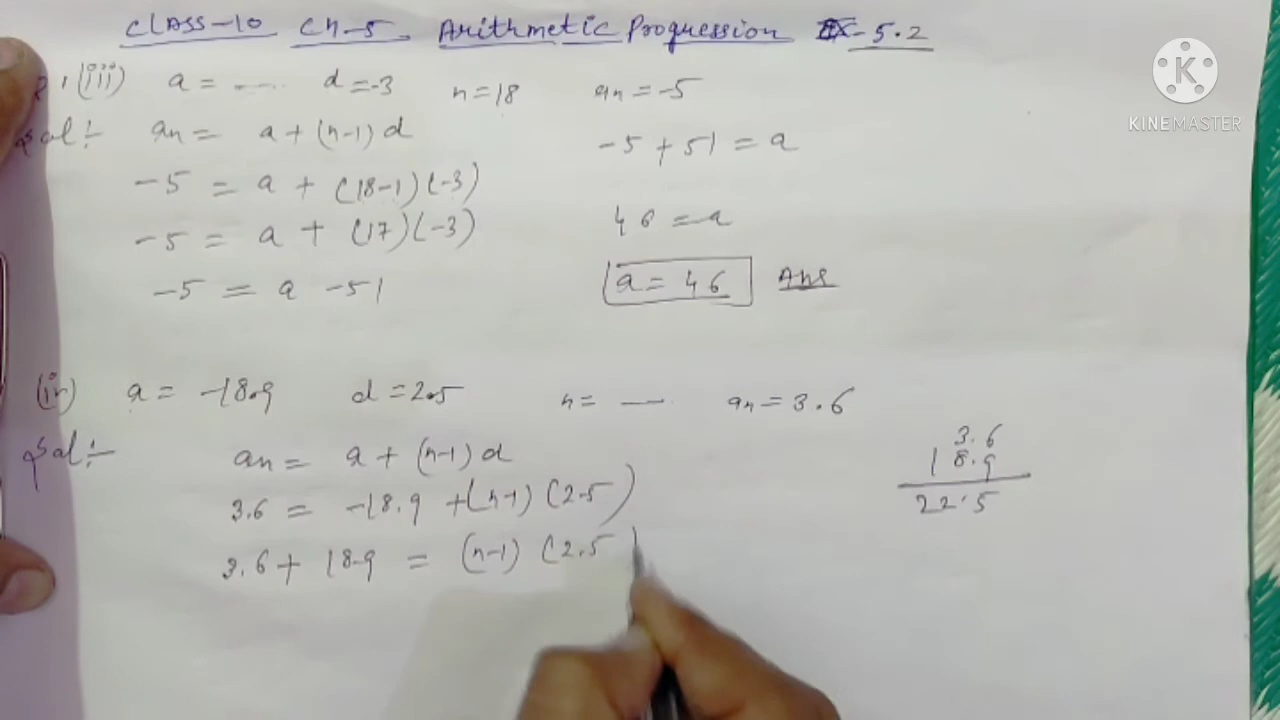 CLASS-10 CH-5 Arithmetic Progression EX-5.2
(iii) a = ..... d = -3 n = 18 an = -5
Sol:- an = a + (n-1) d
-5 = a + (18-1)(-3)
-5 = a + (17)(-3)
-5 = a -51
-5 + 51 = a
46 = a
a = 46 Ans
(iv) a = -18.9 d = 2.5 n = — an = 3.6
Sol:- an = a + (n-1) d
3.6 = -18.9 + (n-1) (2.5)
3.6 + 18.9 = (n-1) (2.5)
3.6
18.9
22.5
K
KINEMASTER